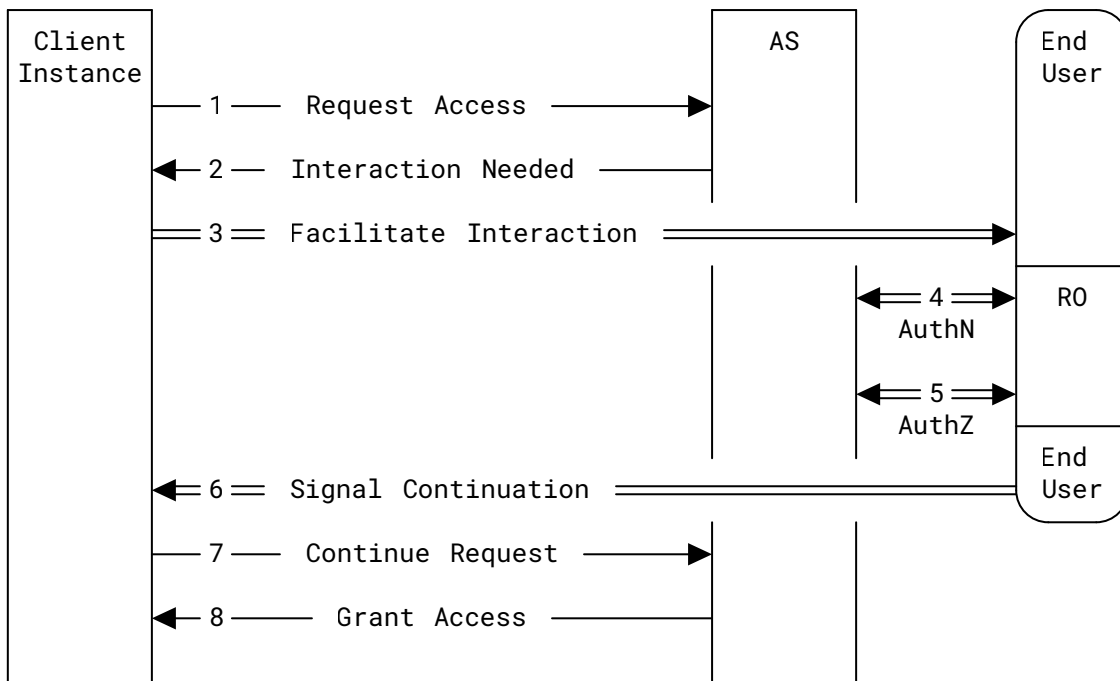 Client
Instance
AS
End
User
1 Request Access
2 Interaction Needed
3 Facilitate Interaction
4
AuthN
RO
5
AuthZ
End
User
6 Signal Continuation
7 Continue Request
8 Grant Access